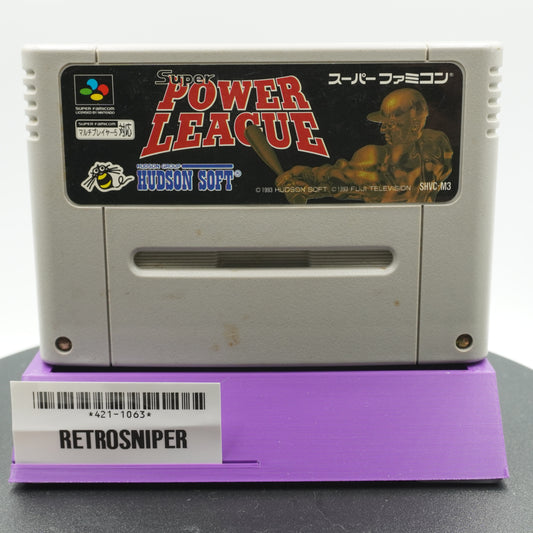 Super
POWER
LEAGUE
スーパーファミコン®
SUPER FAMICOM
LICENSED BY NINTENDO
SUPER FAMICOM
マルチプレイヤー5対応
HUDSON GROUP
HUDSON SOFT®
© 1993 HUDSON SOFT © 1993 FUJI TELEVISION
SHVC-M3
*421-1063*
RETROSNIPER